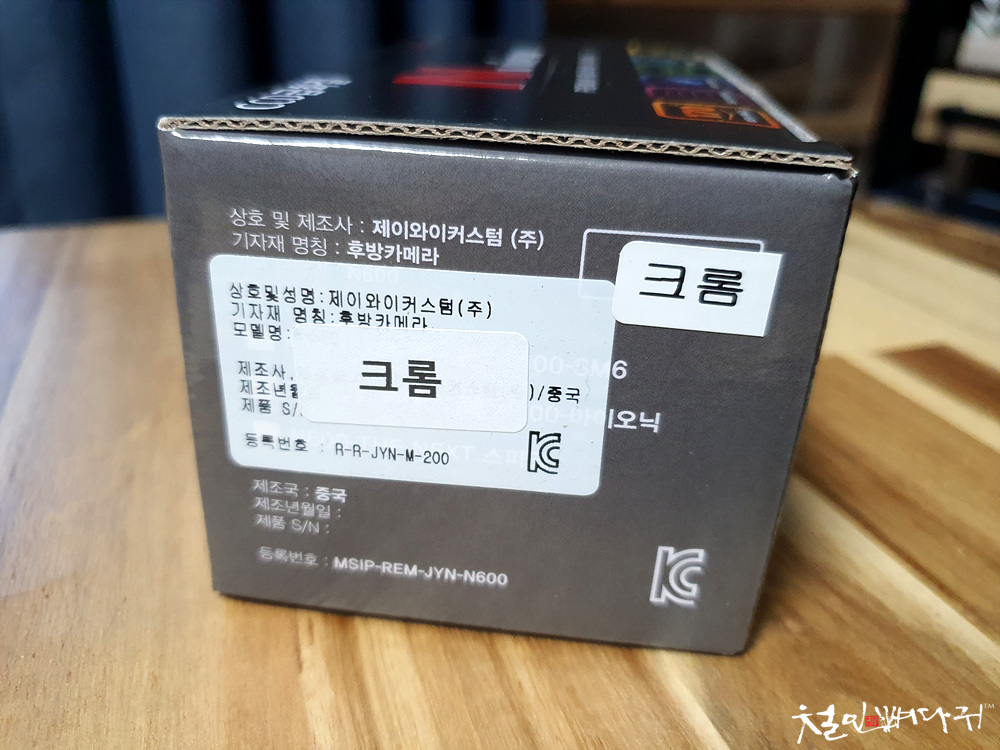 상호 및 제조사 : 제이와이커스텀 (주)
기자재 명칭 : 후방카메라
N600
크롬
상호및성명:제이와이커스텀(주)
기자재 명칭:후방카메라
모델명:
00-SM6
크롬
제조사,
제조년월
)/중국
제품 S/
이오닉
등록번호 : R-R-JYN-M-200
제조국 : 중국
제조년월일 :
제품 S/N :
등록번호 : MSIP-REM-JYN-N600